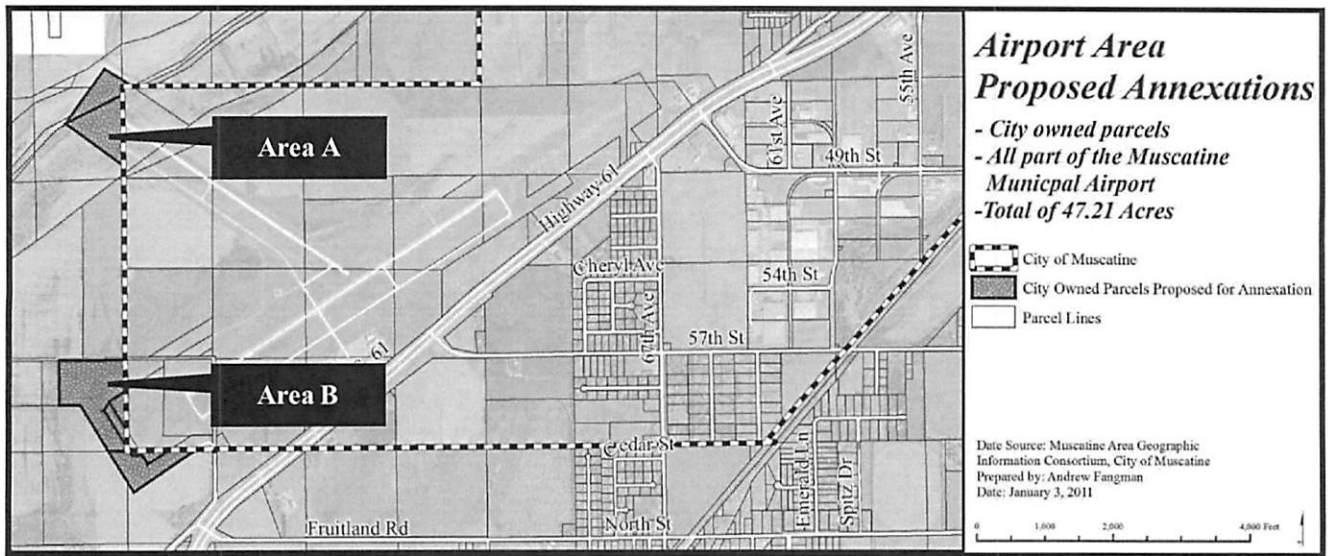 Airport Area
Proposed Annexations
- City owned parcels
- All part of the Muscatine
Municpal Airport
-Total of 47.21 Acres
City of Muscatine
City Owned Parcels Proposed for Annexation
Parcel Lines
Date Source: Muscatine Area Geographic
Information Consortium, City of Muscatine
Prepared by: Andrew Fangman
Date: January 3, 2011
0 1,000 2,000 4,000 Feet
Area A
Area B
Highway 61
61
55th Ave
61st Ave
49th St
Cheryl Ave
54th St
67th Ave
57th St
Cedar St
Emerald Ln
Spitz Dr
Fruitland Rd
North St